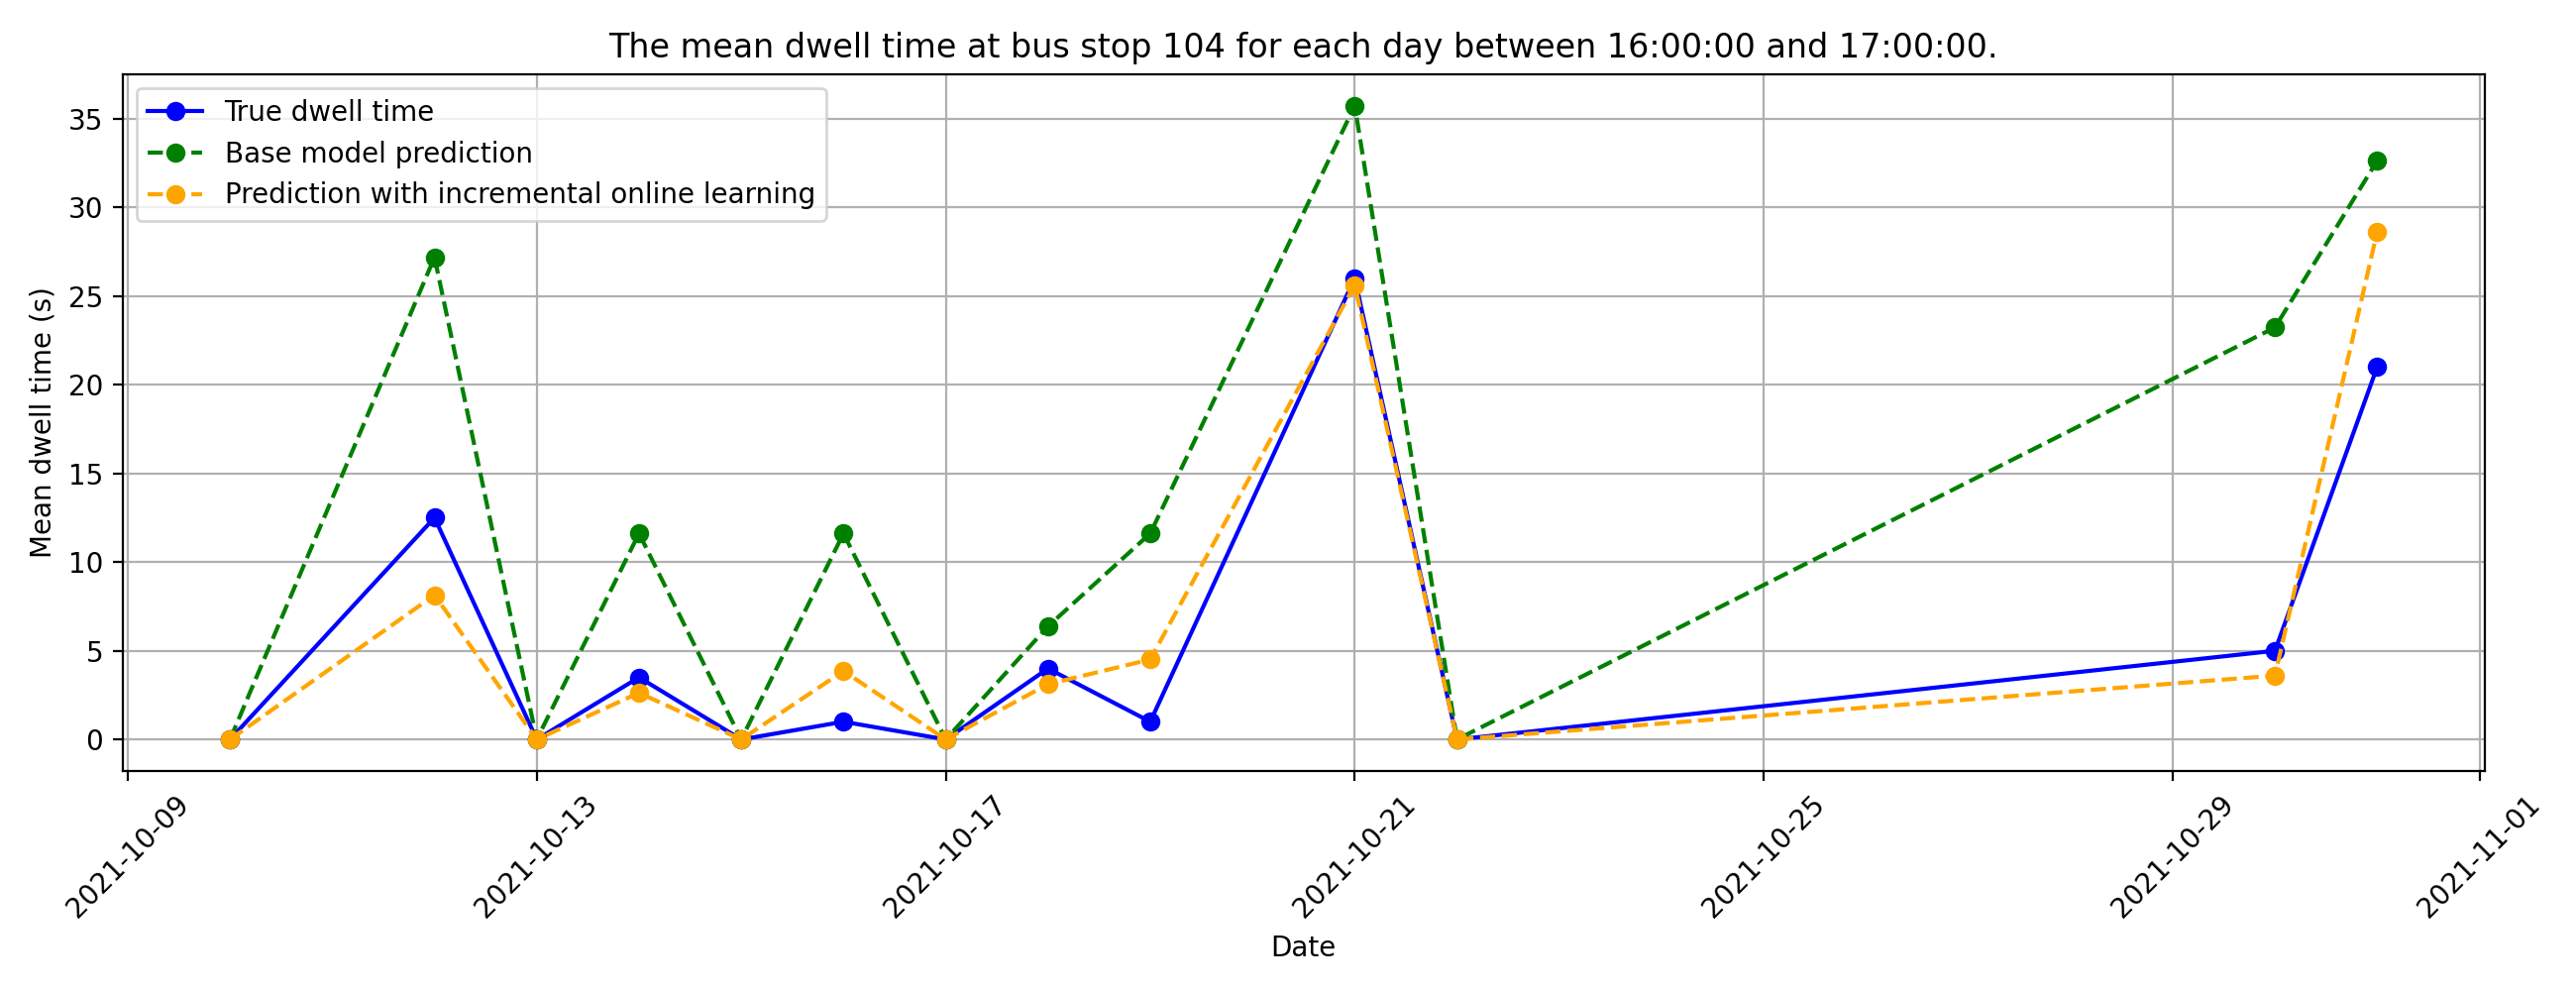 The mean dwell time at bus stop 104 for each day between 16:00:00 and 17:00:00.
True dwell time
Base model prediction
Prediction with incremental online learning
Mean dwell time (s)
35
30
25
20
15
10
5
0
2021-10-09
2021-10-13
2021-10-17
2021-10-21
2021-10-25
2021-10-29
2021-11-01
Date